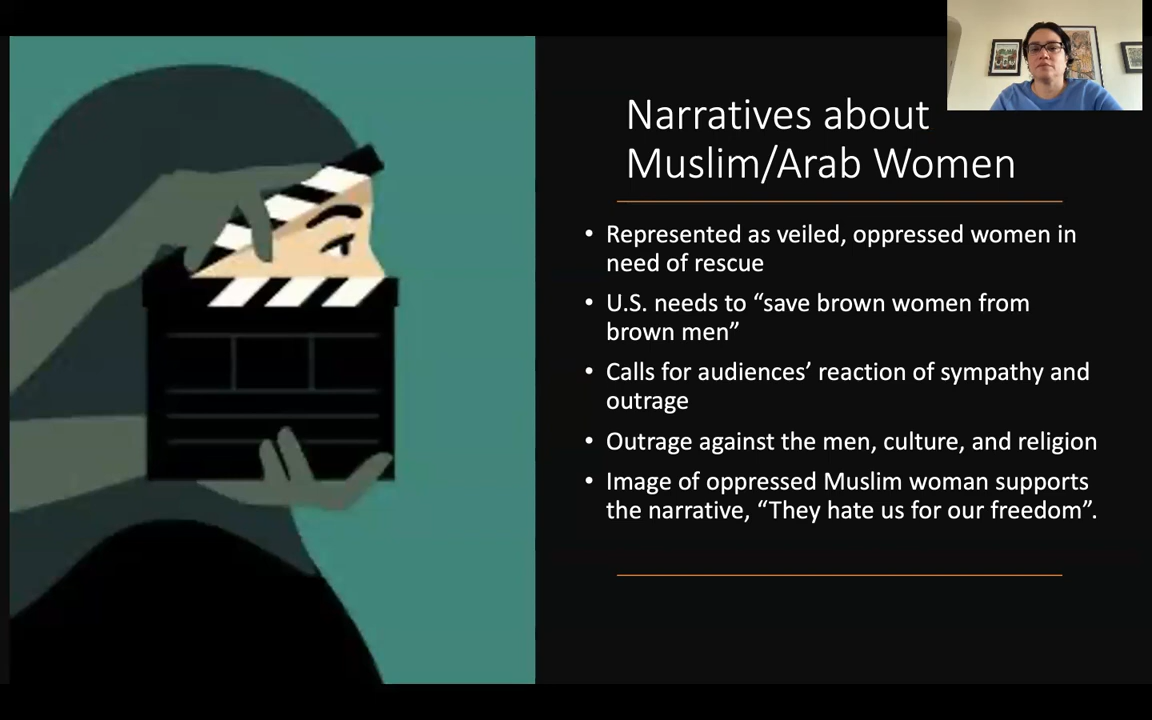 Narratives about
Muslim/Arab Women
• Represented as veiled, oppressed women in
need of rescue
• U.S. needs to “save brown women from
brown men”
• Calls for audiences’ reaction of sympathy and
outrage
• Outrage against the men, culture, and religion
• Image of oppressed Muslim woman supports
the narrative, “They hate us for our freedom”.